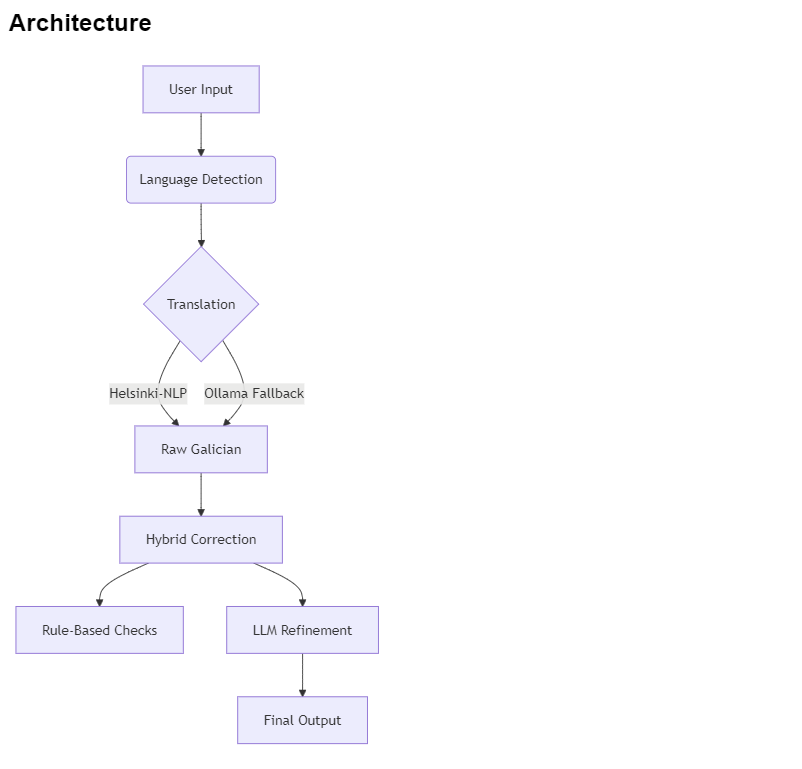 Architecture
User Input
Language Detection
Translation
Helsinki-NLP
Ollama Fallback
Raw Galician
Hybrid Correction
Rule-Based Checks
LLM Refinement
Final Output